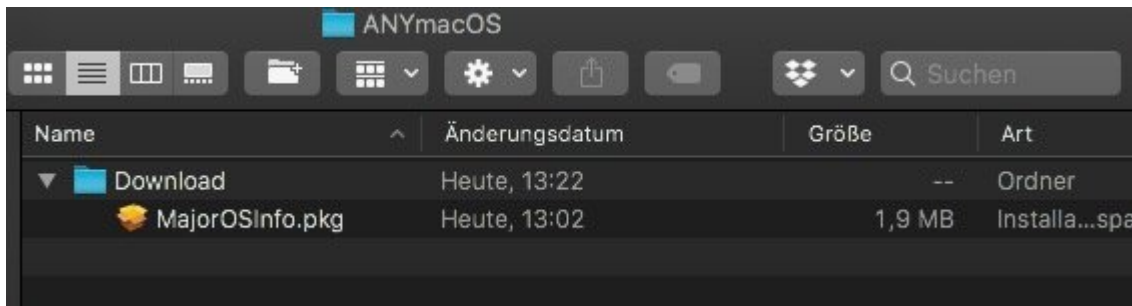 ANYmacOS
Suchen
Name Änderungsdatum Größe Art
Download Heute, 13:22 -- Ordner
MajorOSInfo.pkg Heute, 13:02 1,9 MB Installa...spa